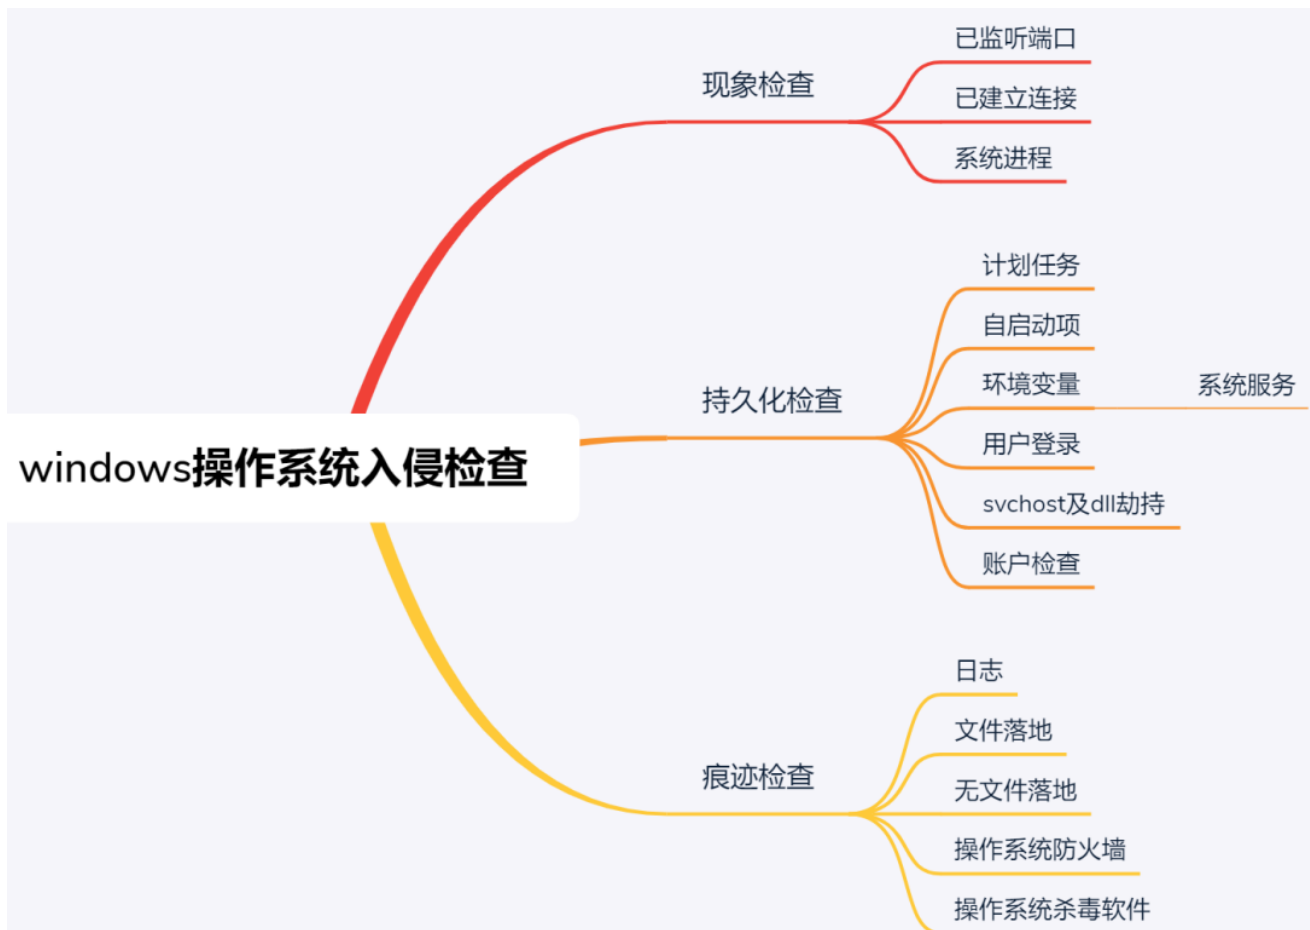 windows操作系统入侵检查
现象检查
已监听端口
已建立连接
系统进程
持久化检查
计划任务
自启动项
环境变量
系统服务
用户登录
svchost及dll劫持
账户检查
痕迹检查
日志
文件落地
无文件落地
操作系统防火墙
操作系统杀毒软件